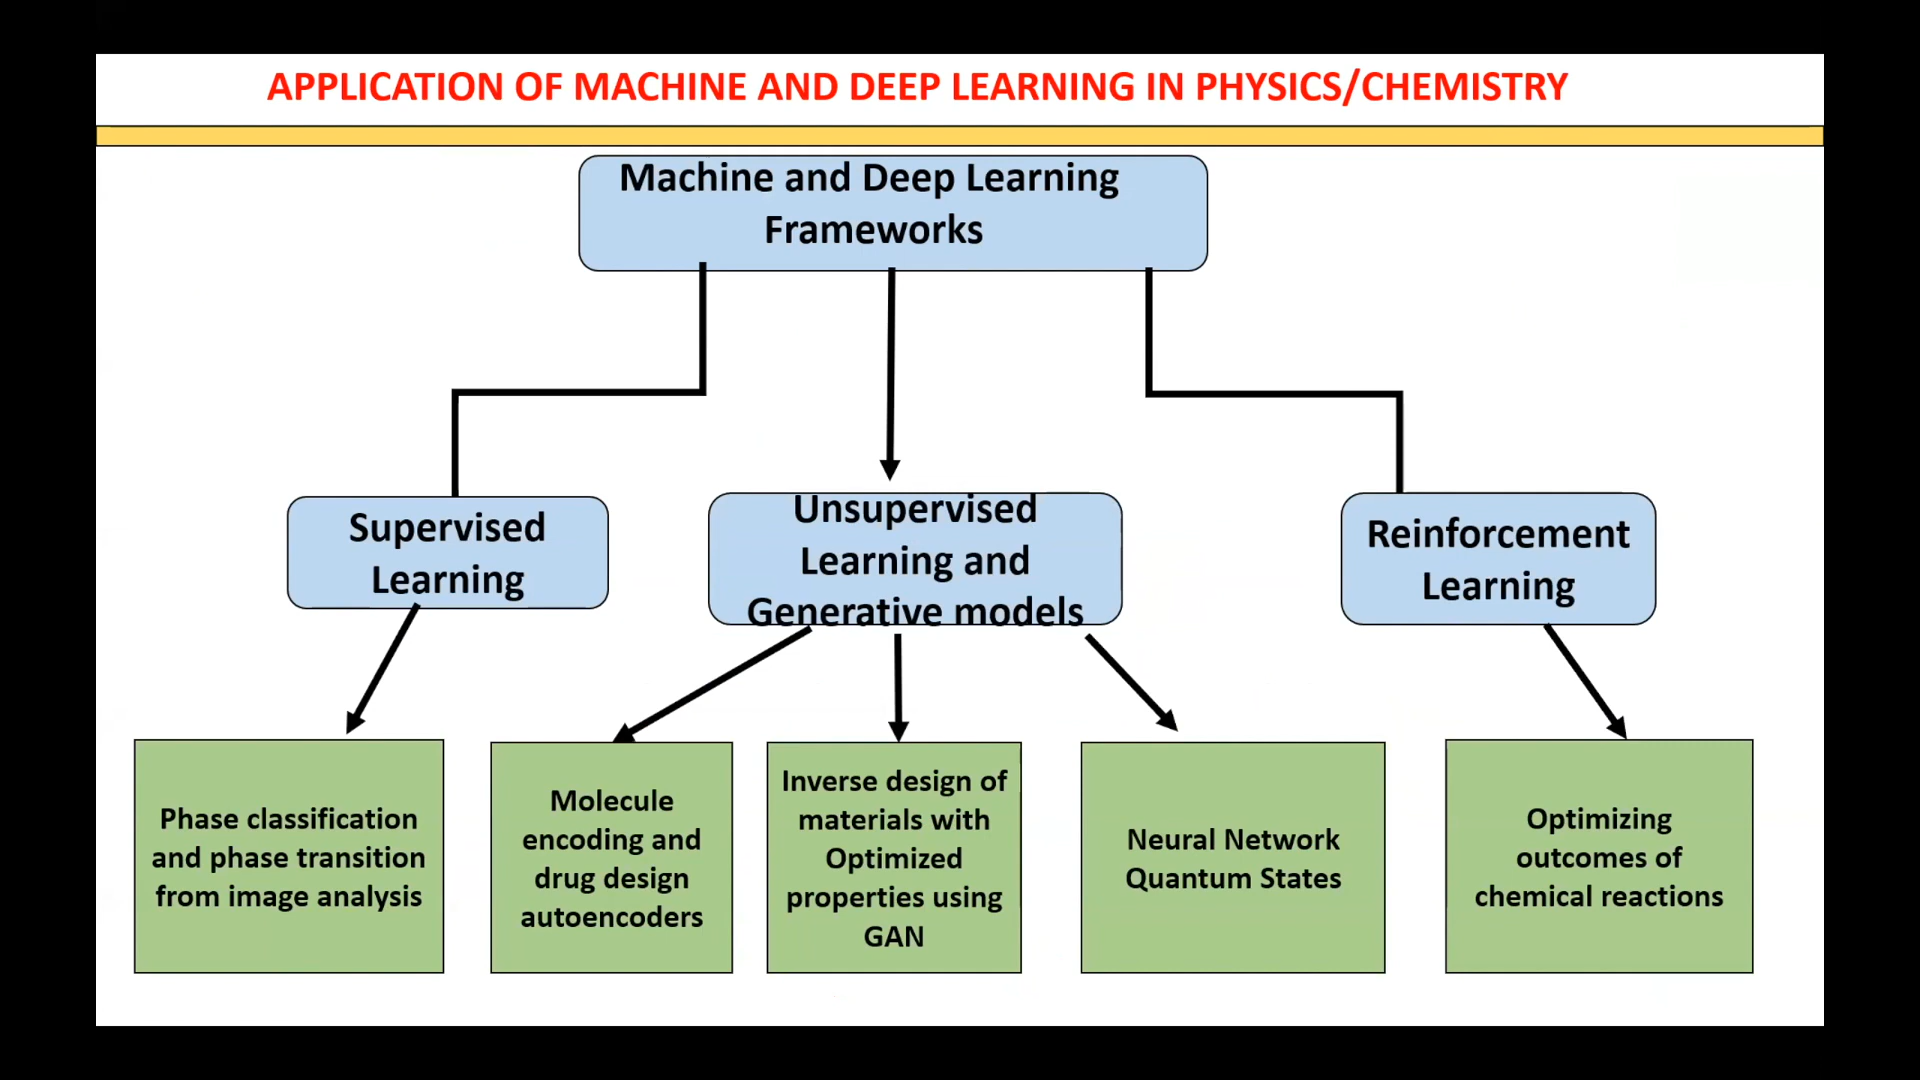 APPLICATION OF MACHINE AND DEEP LEARNING IN PHYSICS/CHEMISTRY
Machine and Deep Learning
Frameworks
Supervised
Learning
Unsupervised
Learning and
Generative models
Reinforcement
Learning
Phase classification
and phase transition
from image analysis
Molecule
encoding and
drug design
autoencoders
Inverse design of
materials with
Optimized
properties using
GAN
Neural Network
Quantum States
Optimizing
outcomes of
chemical reactions